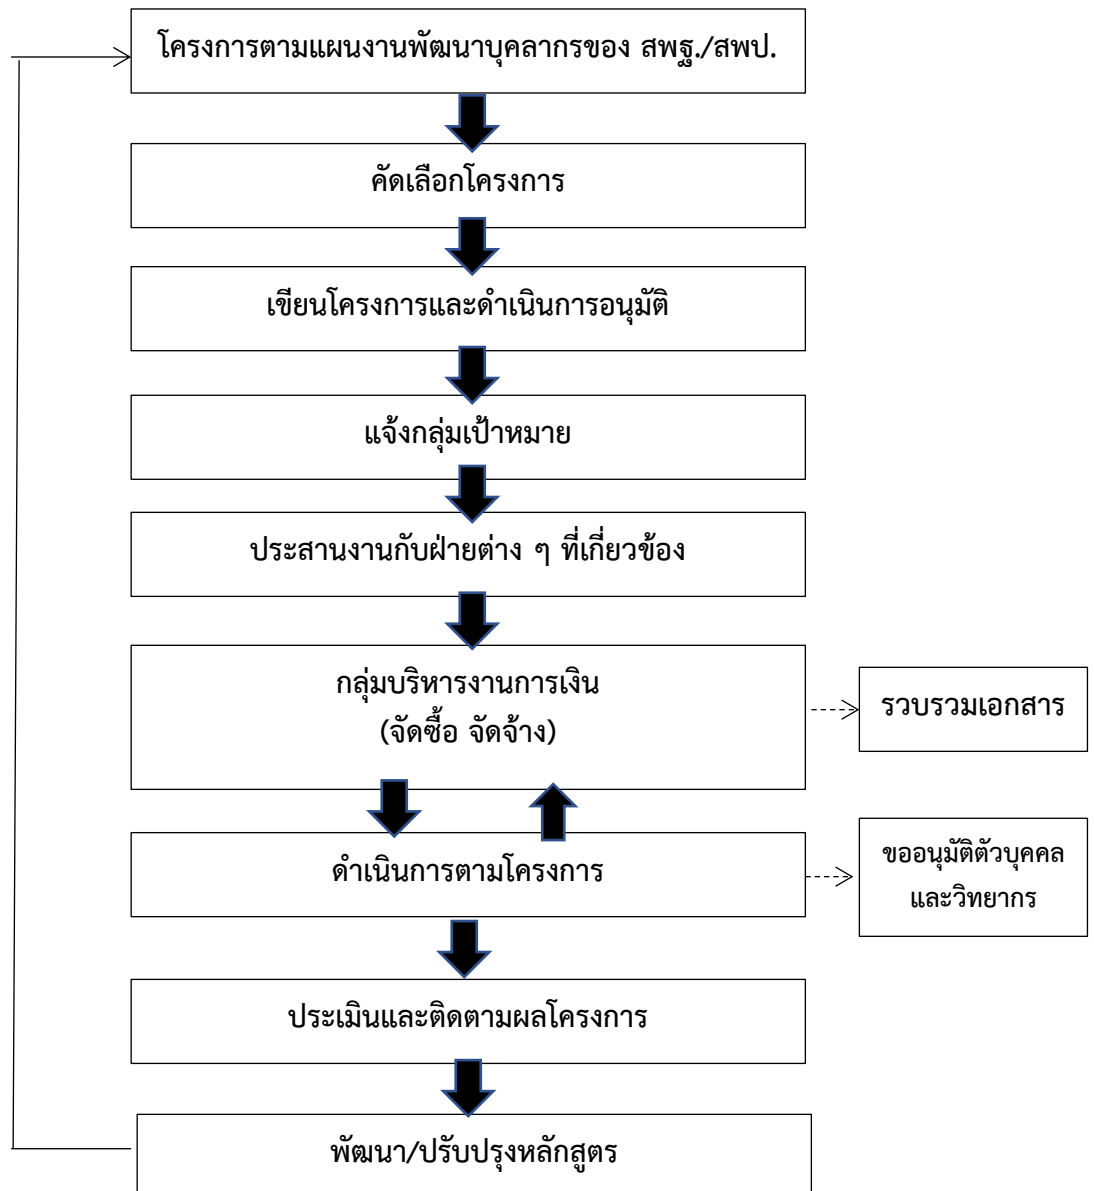 โครงการตามแผนงานพัฒนาบุคลากรของ สพฐ./สพป.
คัดเลือกโครงการ
เขียนโครงการและดำเนินการอนุมัติ
แจ้งกลุ่มเป้าหมาย
ประสานงานกับฝ่ายต่าง ๆ ที่เกี่ยวข้อง
กลุ่มบริหารงานการเงิน
(จัดซื้อ จัดจ้าง)
รวบรวมเอกสาร
ดำเนินการตามโครงการ
ขออนุมัติตัวบุคคล
และวิทยากร
ประเมินและติดตามผลโครงการ
พัฒนา/ปรับปรุงหลักสูตร